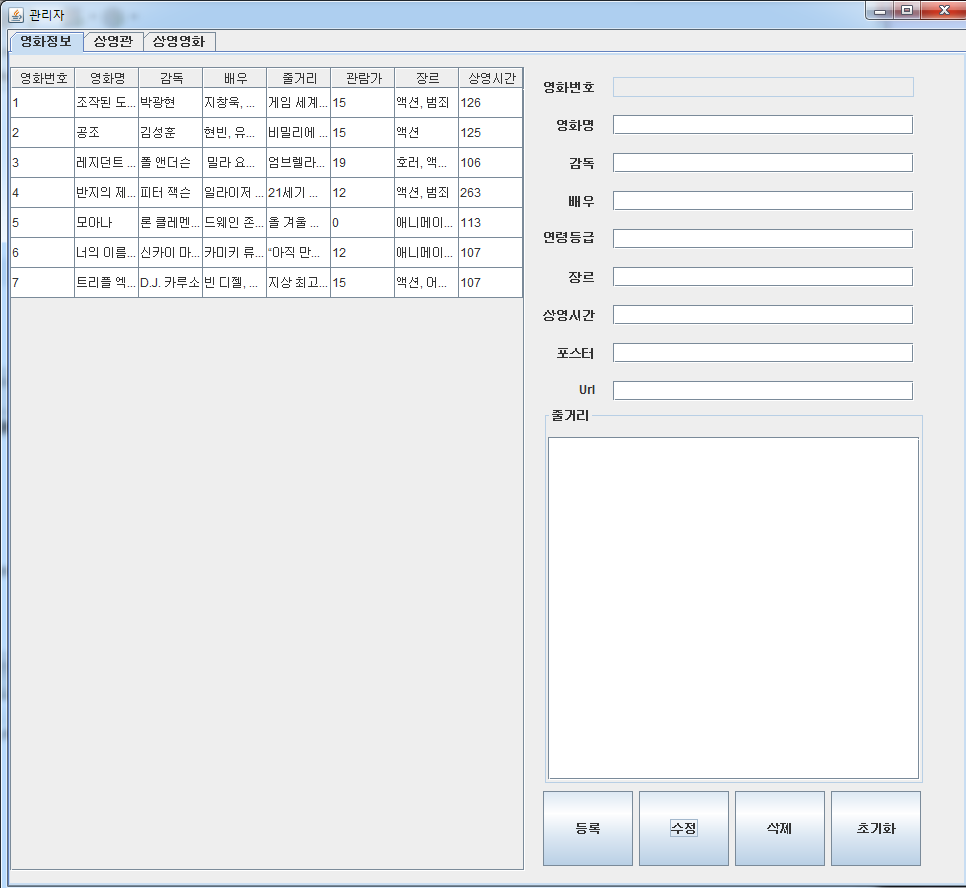 관리자
영화정보 상영관 상영영화
영화번호 영화명 감독 배우 줄거리 관람가 장르 상영시간
1 조작된 도... 박광현 지창욱, ... 게임 세계... 15 액션, 범죄 126
2 공조 김성훈 현빈, 유... 비밀리에 ... 15 액션 125
3 레지던트 ... 폴 앤더슨 밀라 요... 엄브렐라... 19 호러, 액... 106
4 반지의 제... 피터 잭슨 일라이저 ... 21세기 ... 12 액션, 범죄 263
5 모아나 론 클레멘... 드웨인 존... 올 겨울 ... 0 애니메이... 113
6 너의 이름... 신카이 마... 카미키 류... “아직 만... 12 애니메이... 107
7 트리플 엑... D.J. 카루소 빈 디젤, ... 지상 최고... 15 액션, 어... 107
영화번호
영화명
감독
배우
연령등급
장르
상영시간
포스터
Url
줄거리
등록 수정 삭제 초기화